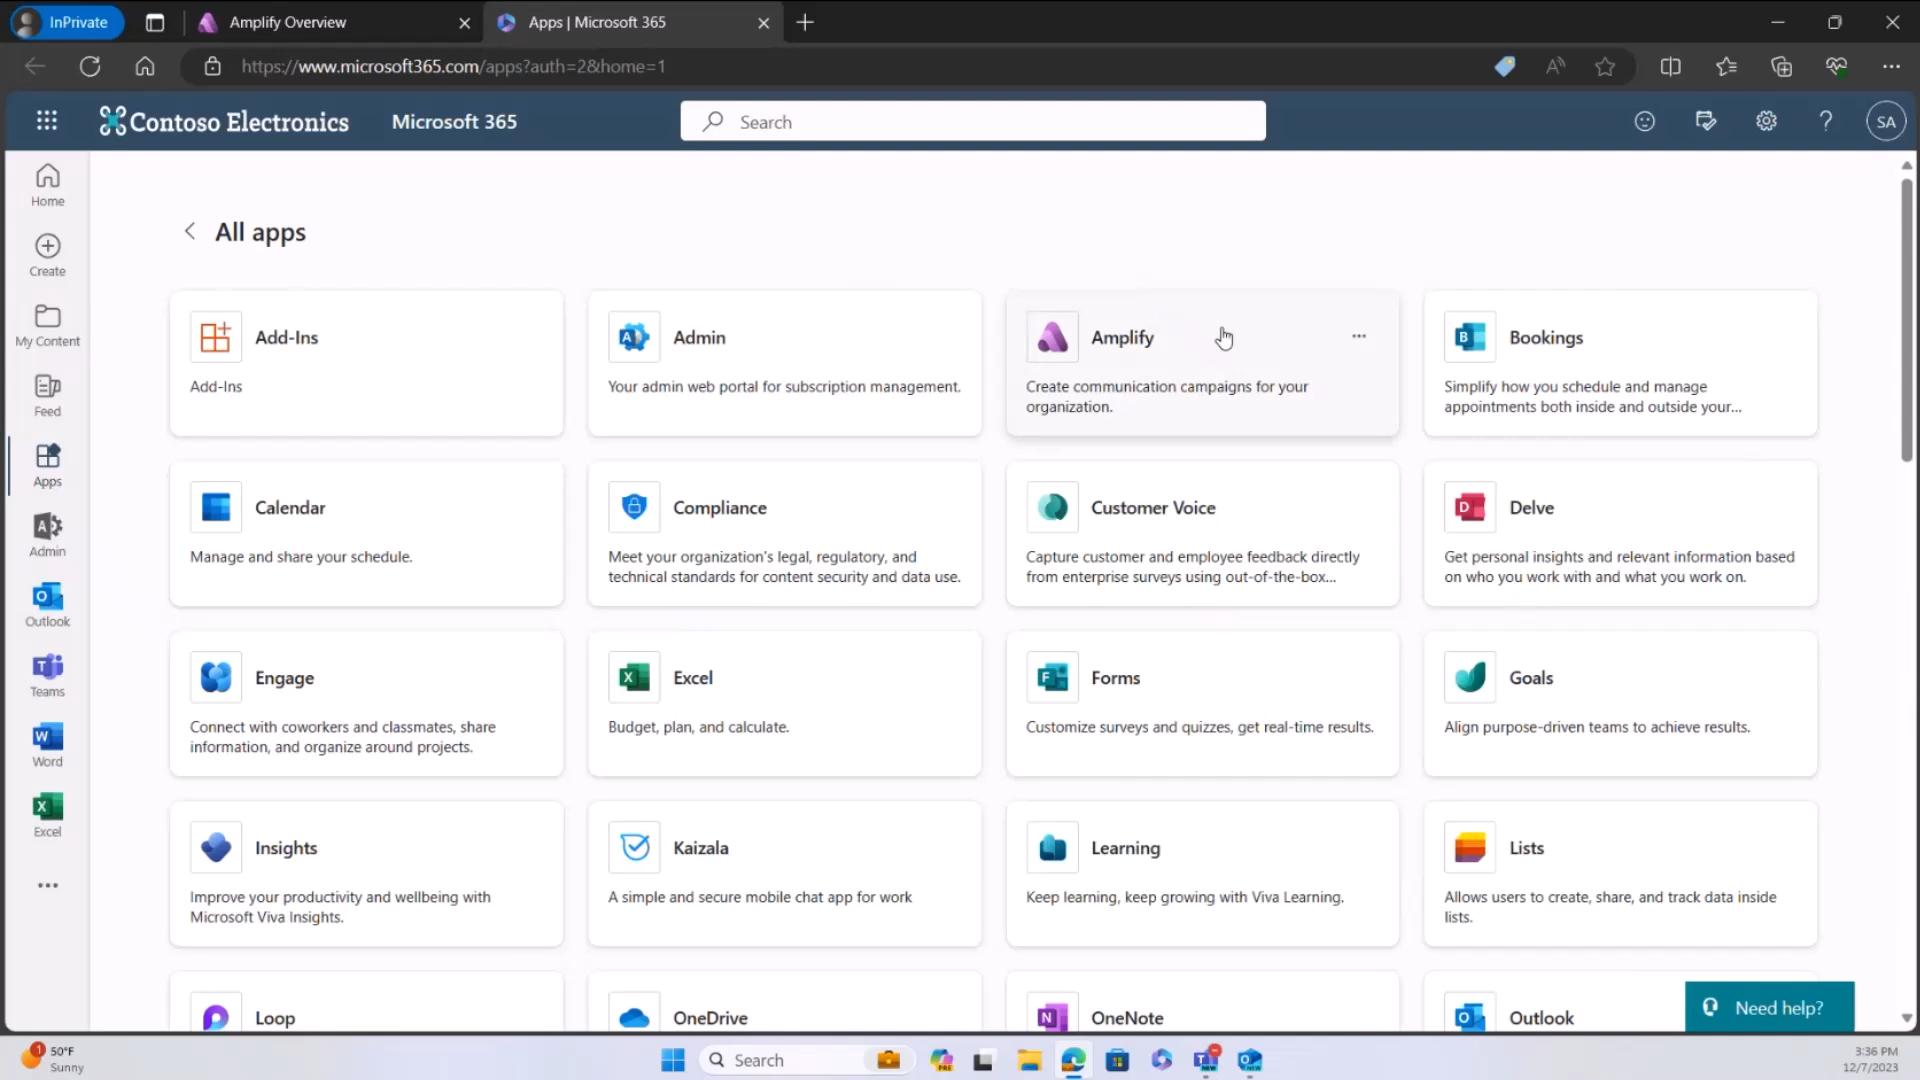 InPrivate
Amplify Overview
Apps | Microsoft 365
https://www.microsoft365.com/apps?auth=2&home=1
Contoso Electronics
Microsoft 365
Search
SA
Home
Create
My Content
Feed
Apps
Admin
Outlook
Teams
Word
Excel
All apps
Add-Ins
Add-Ins
Admin
Your admin web portal for subscription management.
Amplify
Create communication campaigns for your
organization.
Bookings
Simplify how you schedule and manage
appointments both inside and outside your...
Calendar
Manage and share your schedule.
Compliance
Meet your organization's legal, regulatory, and
technical standards for content security and data use.
Customer Voice
Capture customer and employee feedback directly
from enterprise surveys using out-of-the-box...
Delve
Get personal insights and relevant information based
on who you work with and what you work on.
Engage
Connect with coworkers and classmates, share
information, and organize around projects.
Excel
Budget, plan, and calculate.
Forms
Customize surveys and quizzes, get real-time results.
Goals
Align purpose-driven teams to achieve results.
Insights
Improve your productivity and wellbeing with
Microsoft Viva Insights.
Kaizala
A simple and secure mobile chat app for work
Learning
Keep learning, keep growing with Viva Learning.
Lists
Allows users to create, share, and track data inside
lists.
Loop
OneDrive
OneNote
Outlook
Need help?
1
50°F
Sunny
Search
PRE
NEW
NEW
3:36 PM
12/7/2023